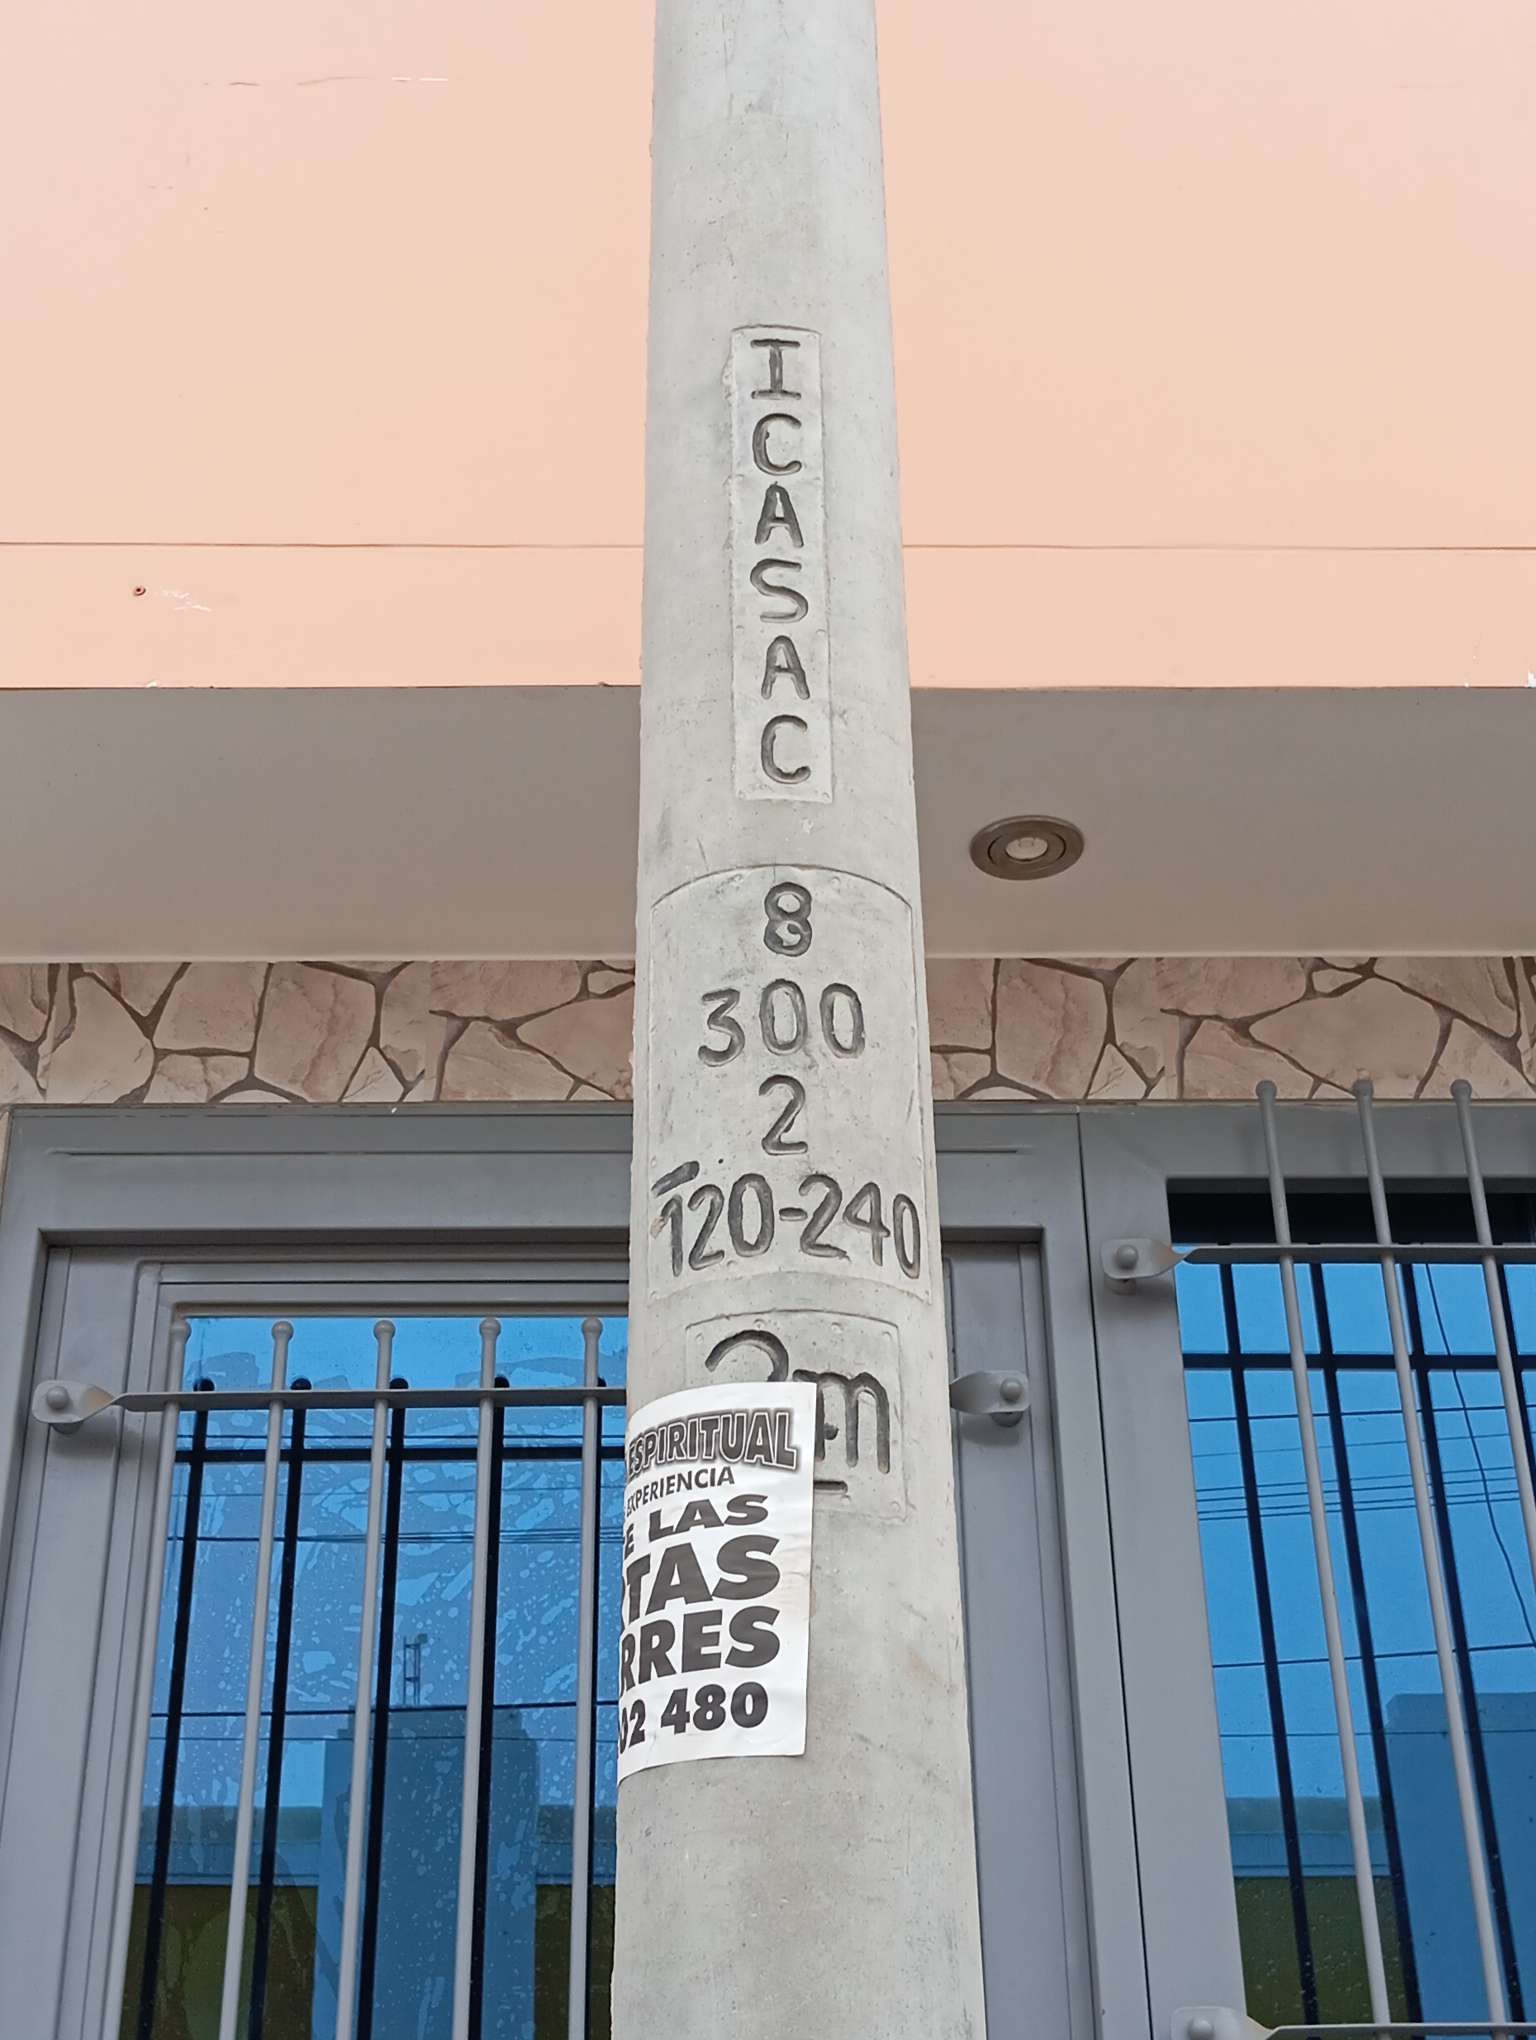 ICASAC
8
300
2
120-240
m
ESPIRITUAL
EXPERIENCIA
LAS
TAS
RRES
02 480